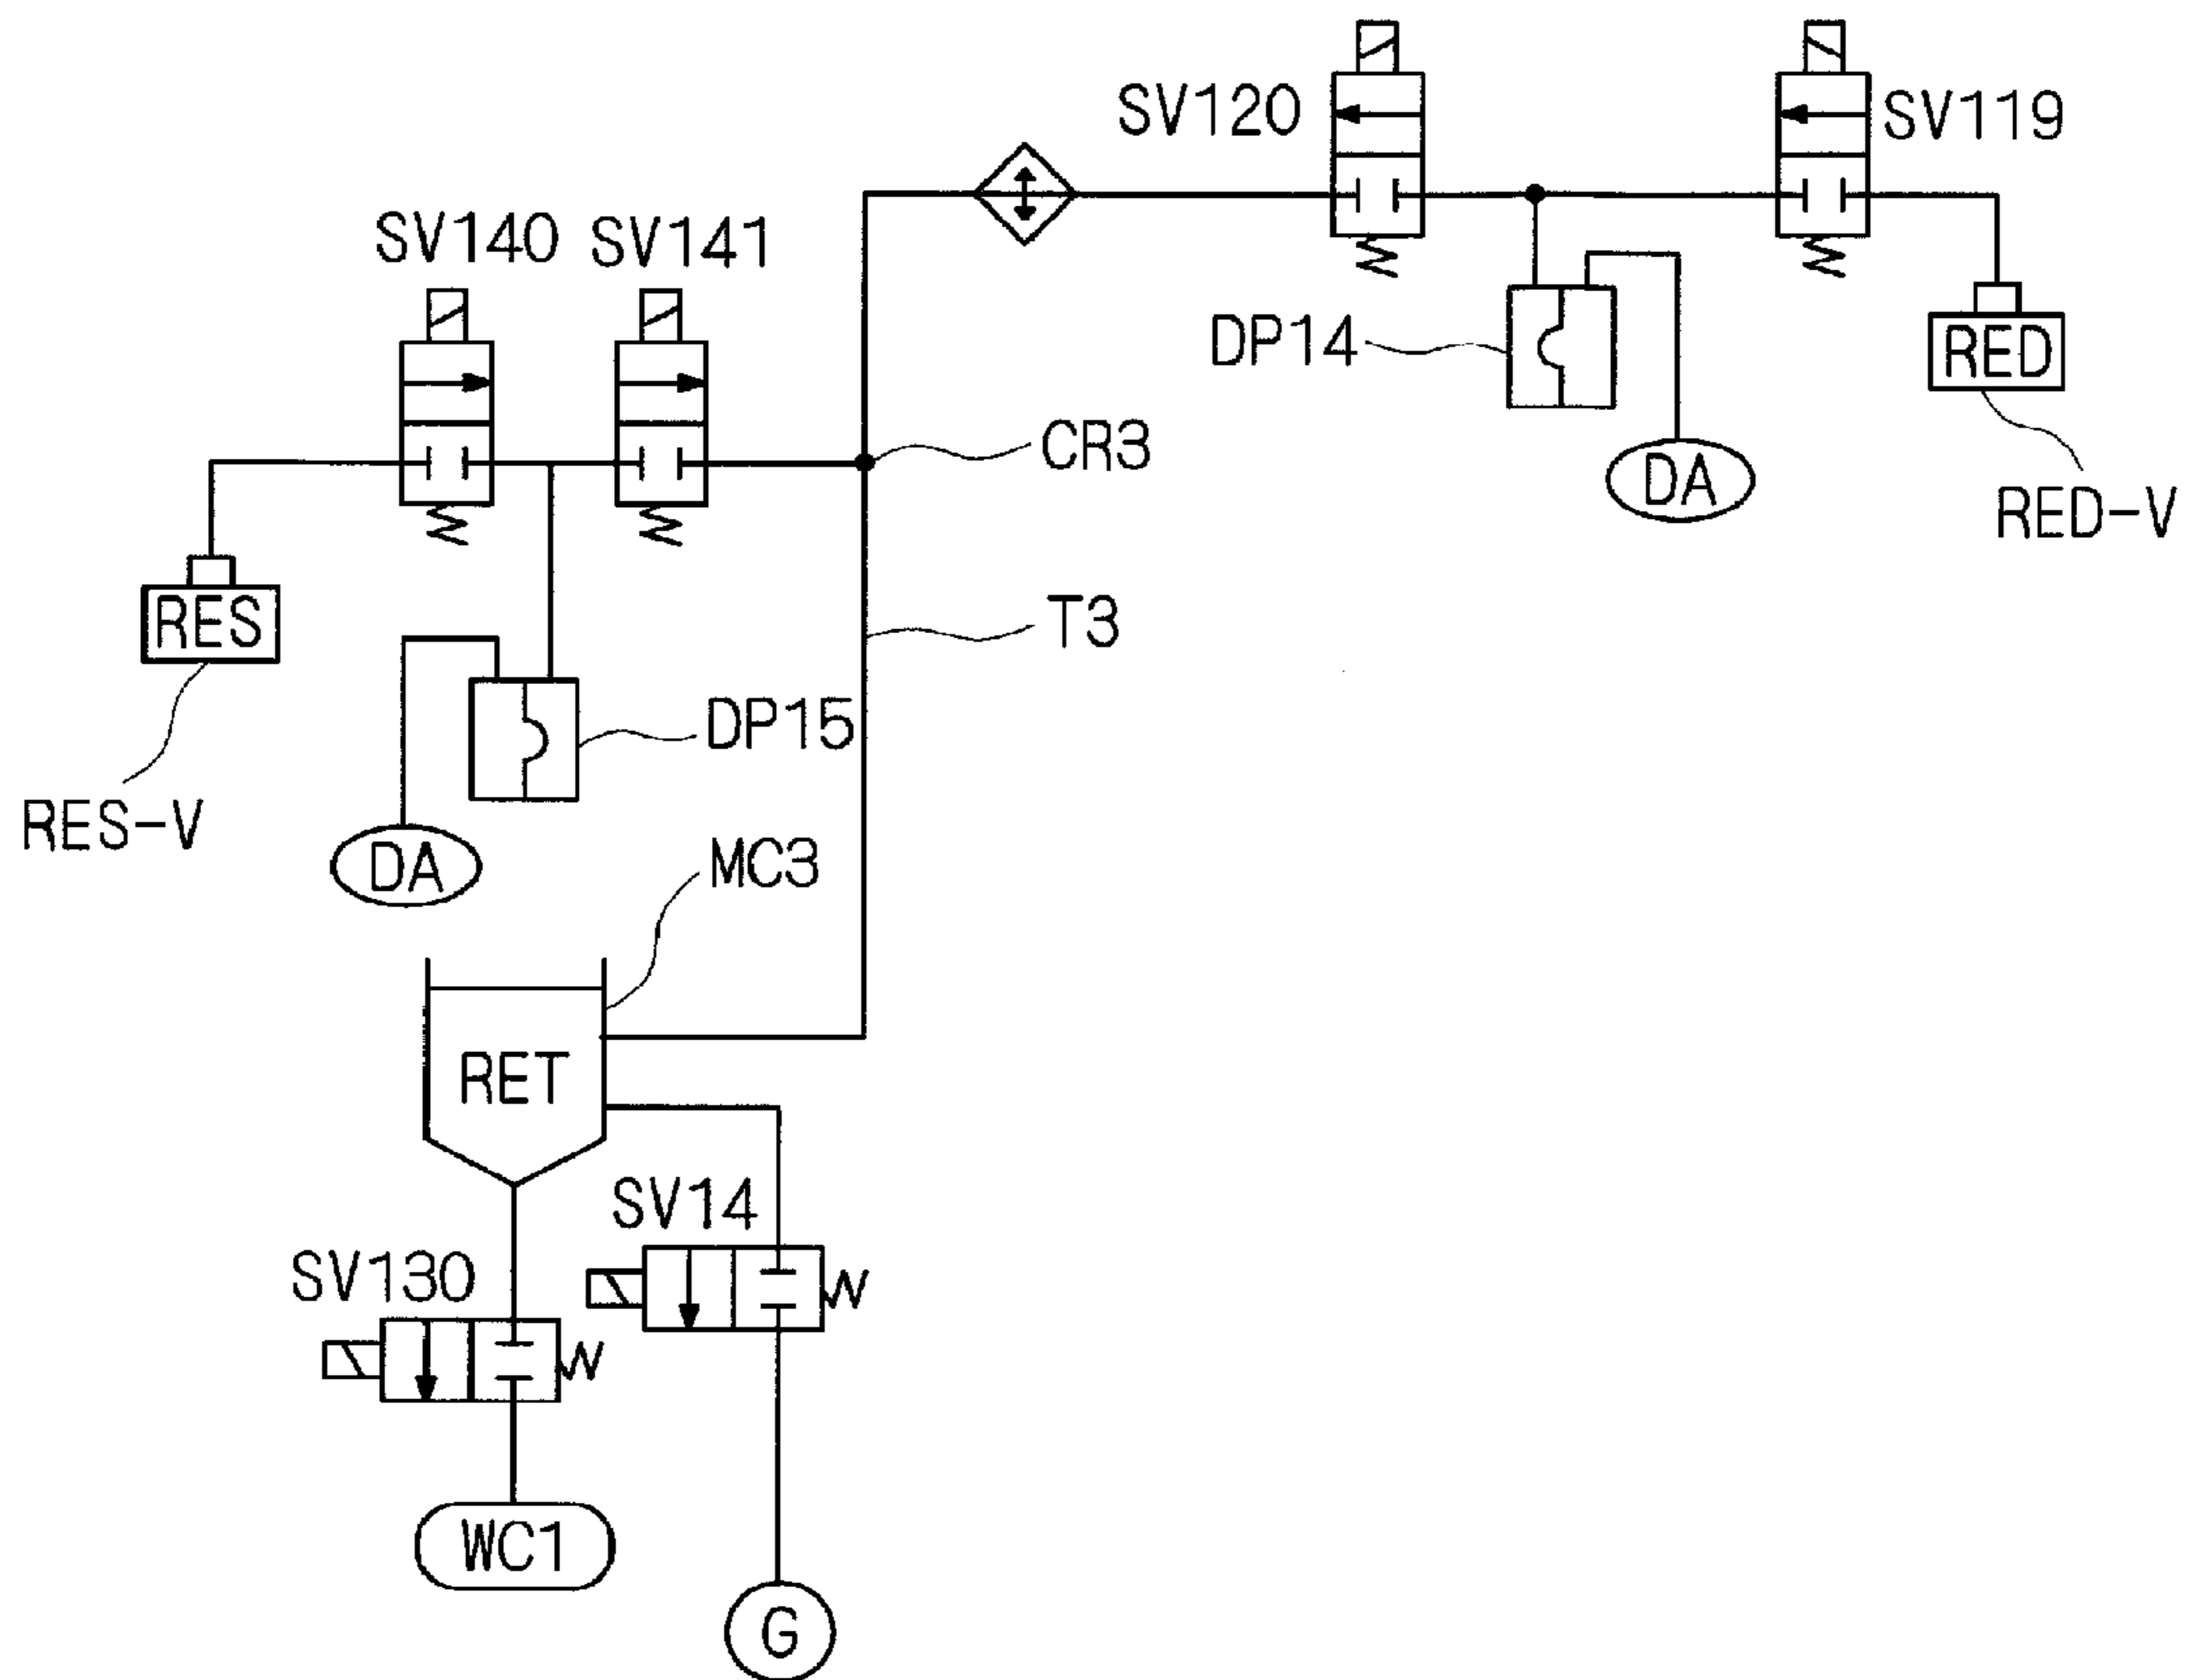 SV120
SV119
SV140
SV141
DP14
RED
CR3
DA
RED-V
RES
T3
DP15
RES-V
DA
MC3
RET
SV14
SV130
WC1
G